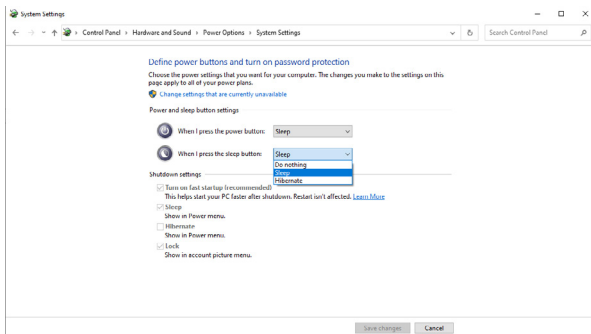 System Settings
Control Panel > Hardware and Sound > Power Options > System Settings
Search Control Panel
Define power buttons and turn on password protection
Choose the power settings that you want for your computer. The changes you make to the settings on this
page apply to all of your power plans.
Change settings that are currently unavailable
Power and sleep button settings
When I press the power button: Sleep
When I press the sleep button: Sleep
Do nothing
Sleep
Hibernate
Shutdown settings
Turn on fast startup (recommended)
This helps start your PC faster after shutdown. Restart isn't affected. Learn More
Sleep
Show in Power menu.
Hibernate
Show in Power menu.
Lock
Show in account picture menu.
Save changes Cancel